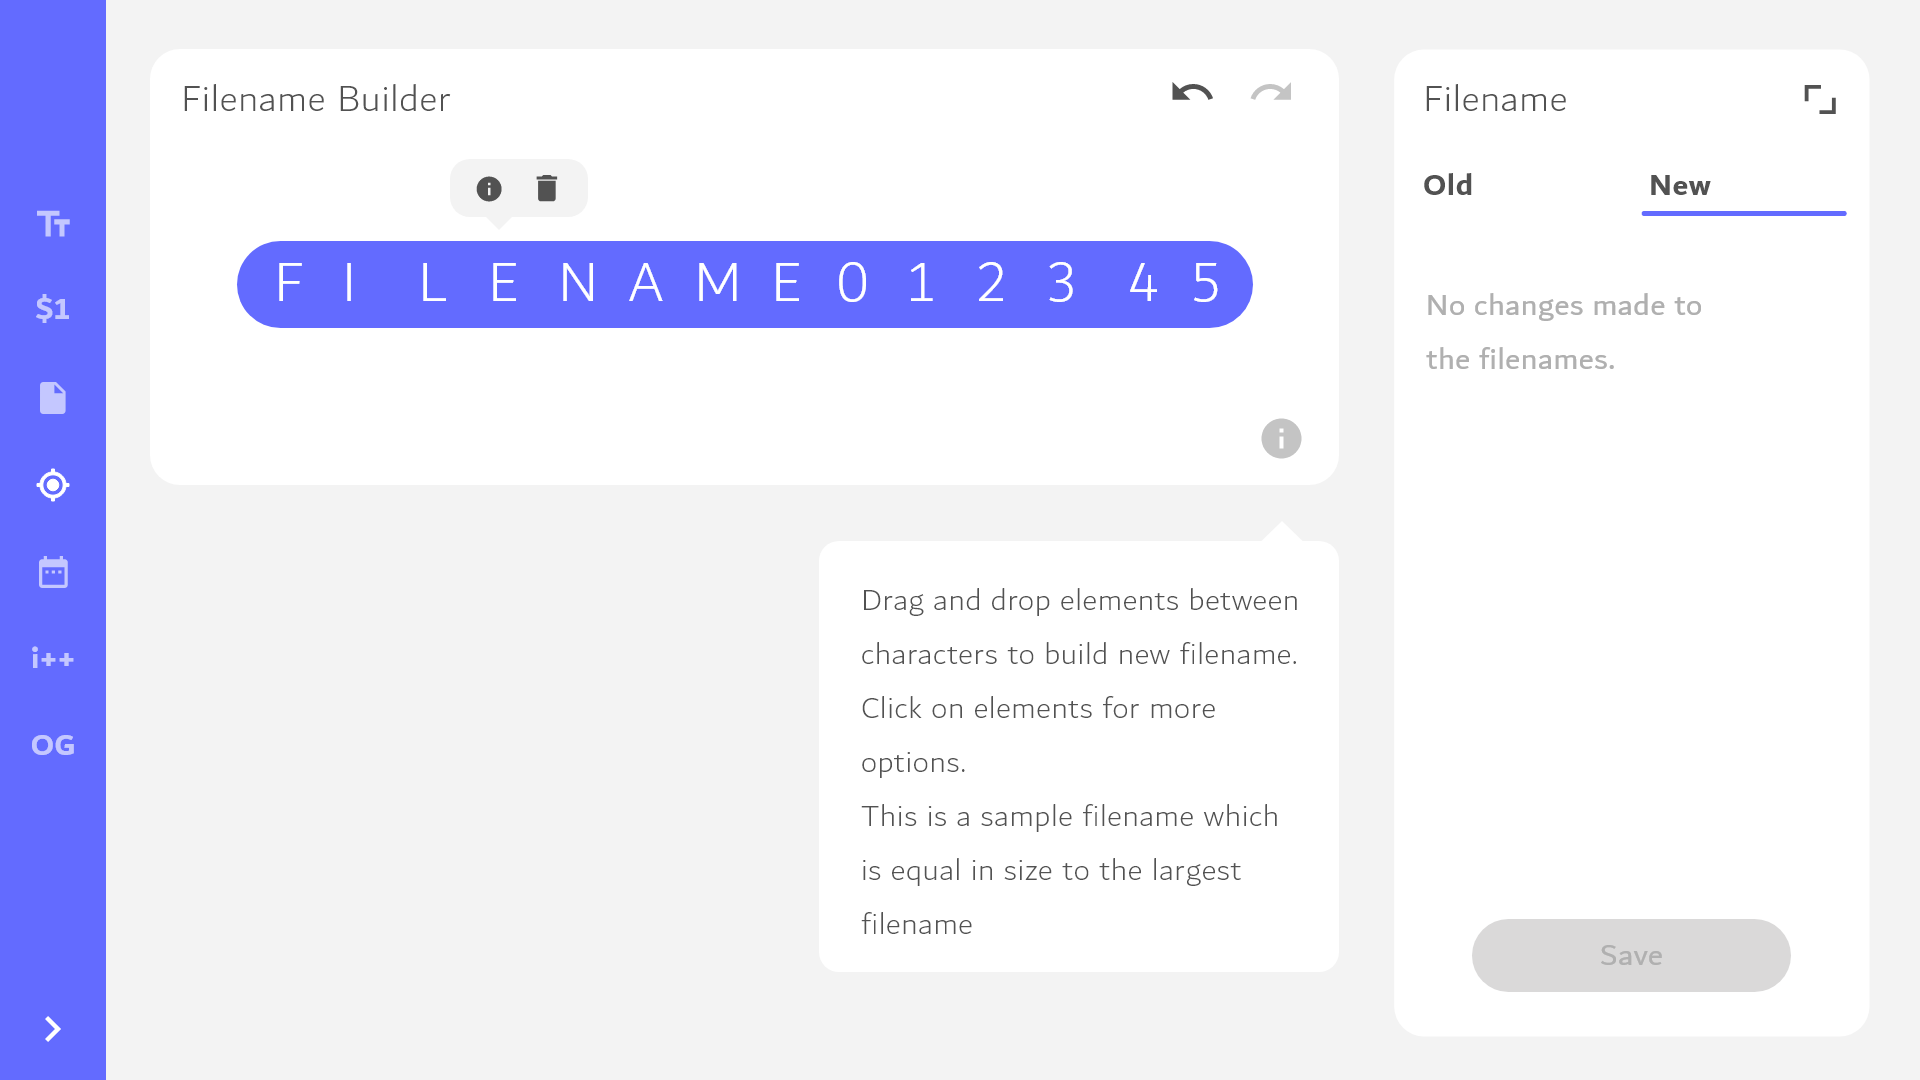 Tt
$1
i++
OG
Filename Builder
F I L E N A M E 0 1 2 3 4 5
Drag and drop elements between
characters to build new filename.
Click on elements for more
options.
This is a sample filename which
is equal in size to the largest
filename
Filename
Old New
No changes made to
the filenames.
Save